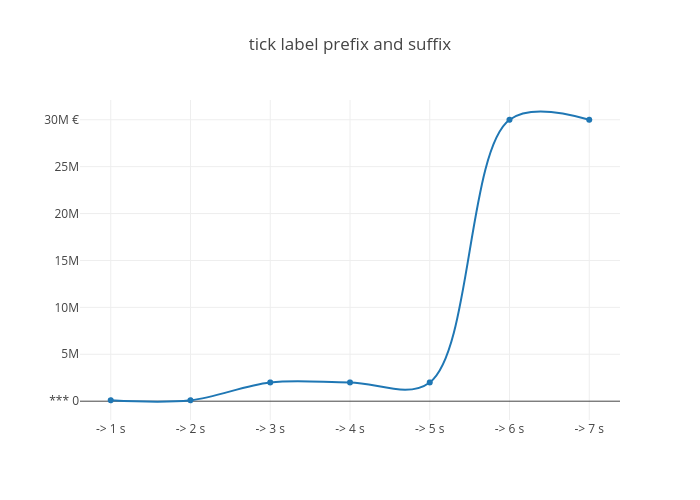 tick label prefix and suffix
30M €
25M
20M
15M
10M
5M
*** 0
-> 1 s
-> 2 s
-> 3 s
-> 4 s
-> 5 s
-> 6 s
-> 7 s